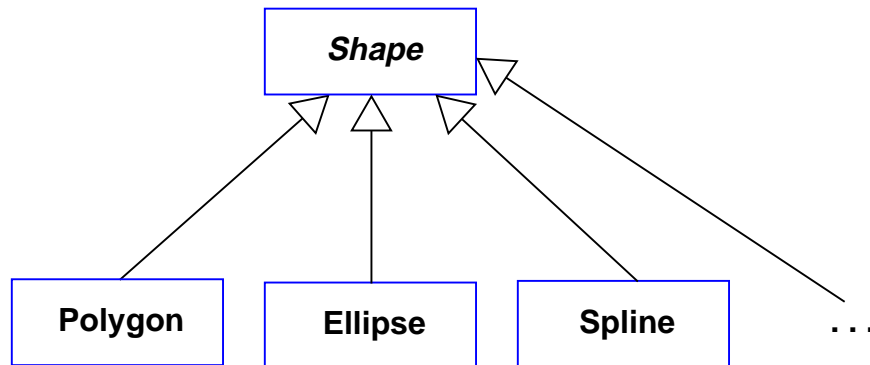 Shape
Polygon
Ellipse
Spline
. . .